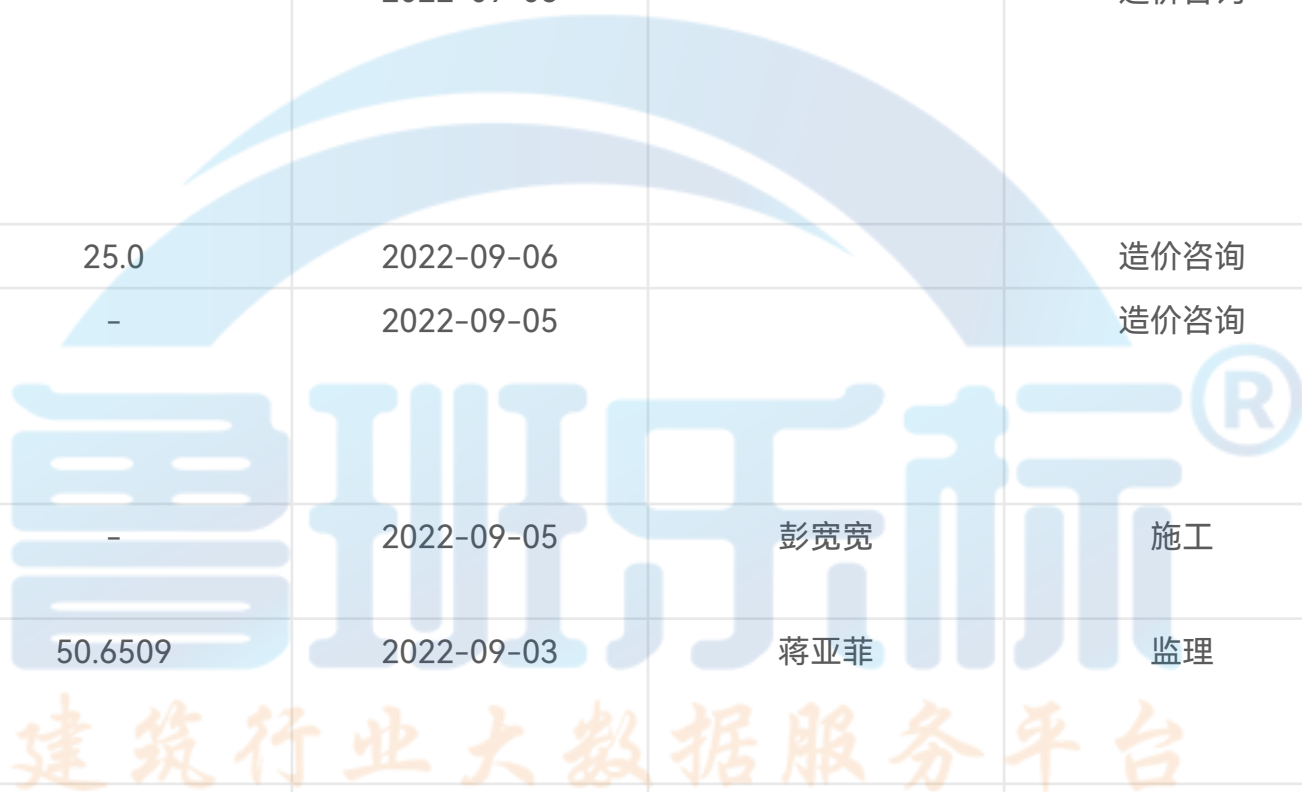 25.0 2022-09-06 造价咨询
- 2022-09-05 造价咨询
鲁班乐标®
- 2022-09-05 彭宽宽 施工
50.6509 2022-09-03 蒋亚菲 监理
建筑行业大数据服务平台